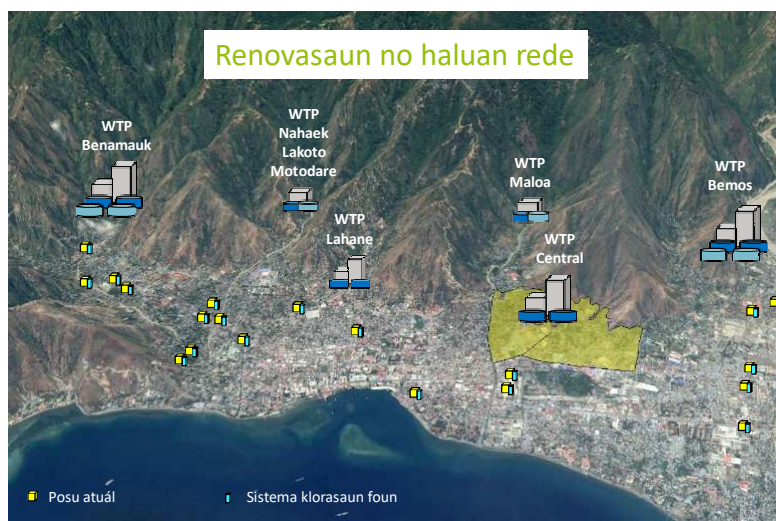 Renovasaun no haluan rede
WTP
Benamauk
WTP
Nahaek
Lakoto
Motodare
WTP
Lahane
WTP
Maloa
WTP
Central
WTP
Bemos
Posu atuál
Sistema klorasaun foun